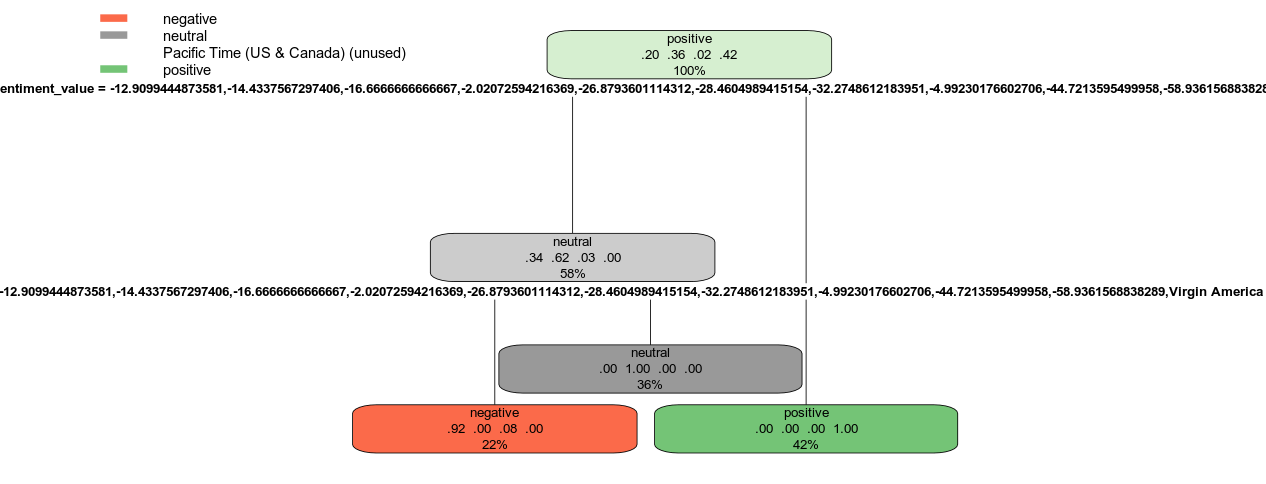 negative
neutral
Pacific Time (US & Canada) (unused)
positive
positive
.20 .36 .02 .42
100%
entiment_value = -12.9099444873581,-14.4337567297406,-16.6666666666667,-2.02072594216369,-26.8793601114312,-28.4604989415154,-32.2748612183951,-4.99230176602706,-44.7213595499958,-58.936156883828
neutral
.34 .62 .03 .00
58%
-12.9099444873581,-14.4337567297406,-16.6666666666667,-2.02072594216369,-26.8793601114312,-28.4604989415154,-32.2748612183951,-4.99230176602706,-44.7213595499958,-58.9361568838289,Virgin America
neutral
.00 1.00 .00 .00
36%
negative
.92 .00 .08 .00
22%
positive
.00 .00 .00 1.00
42%